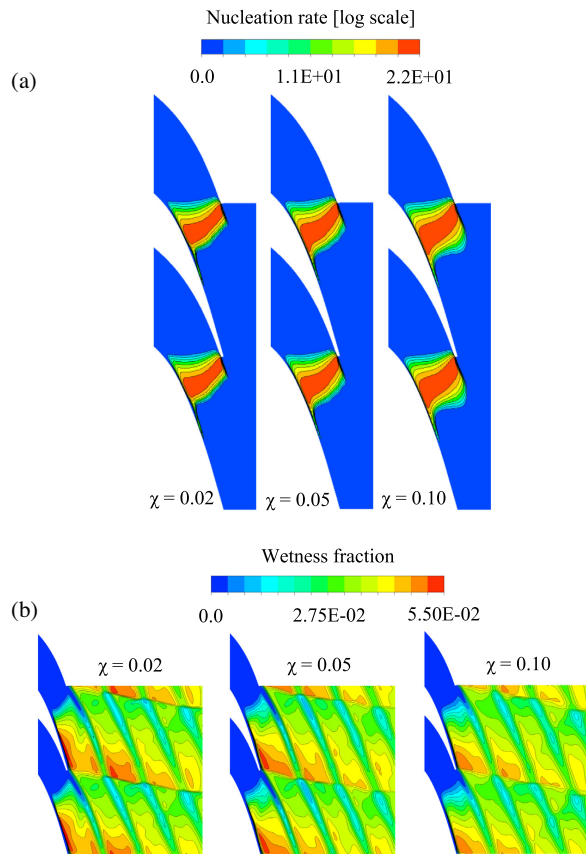 Nucleation rate [log scale]
0.0 1.1E+01 2.2E+01
(a)
χ = 0.02 χ = 0.05 χ = 0.10
Wetness fraction
(b)
0.0 2.75E-02 5.50E-02
χ = 0.02 χ = 0.05 χ = 0.10